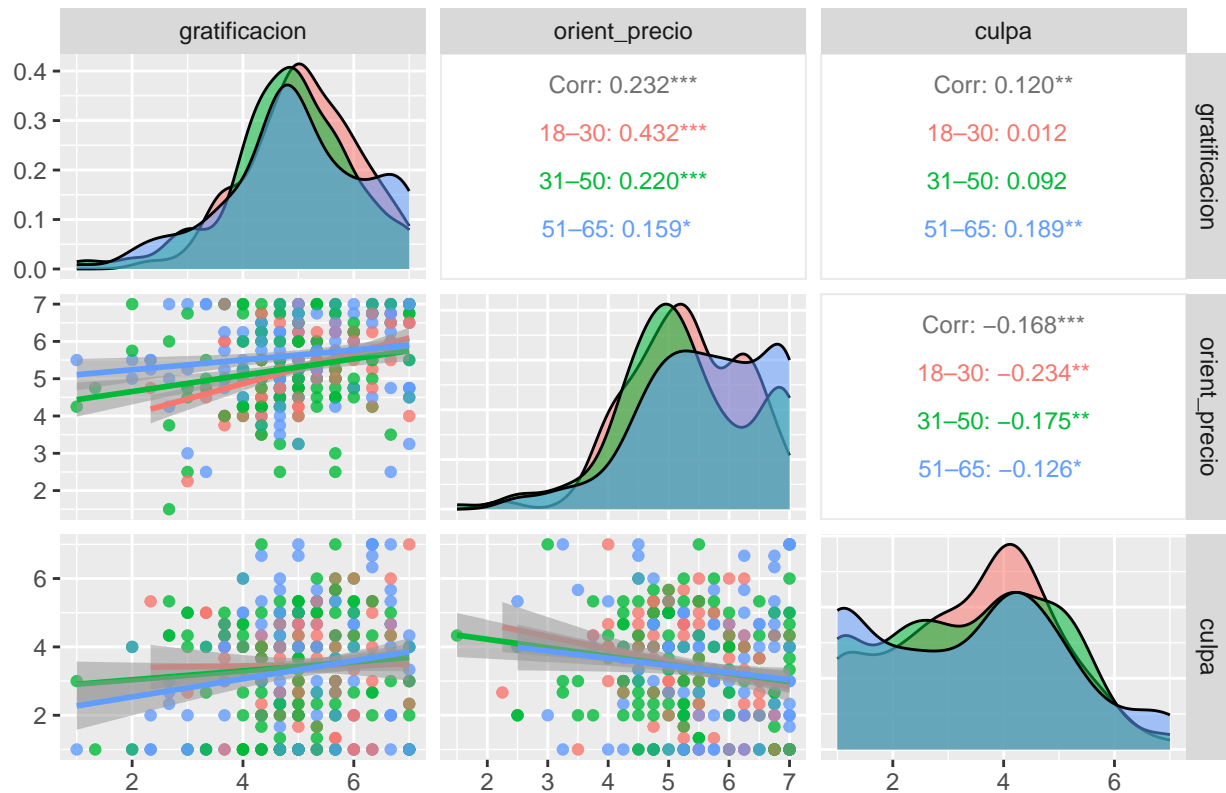 gratificacion
orient_precio
culpa
0.4
0.3
0.2
0.1
0.0
Corr: 0.232***
18–30: 0.432***
31–50: 0.220***
51–65: 0.159*
Corr: 0.120**
18–30: 0.012
31–50: 0.092
51–65: 0.189**
gratificacion
7
6
5
4
3
2
Corr: −0.168***
18–30: −0.234**
31–50: −0.175**
51–65: −0.126*
orient_precio
6
4
2
culpa
2 4 6
2 3 4 5 6 7
2 4 6